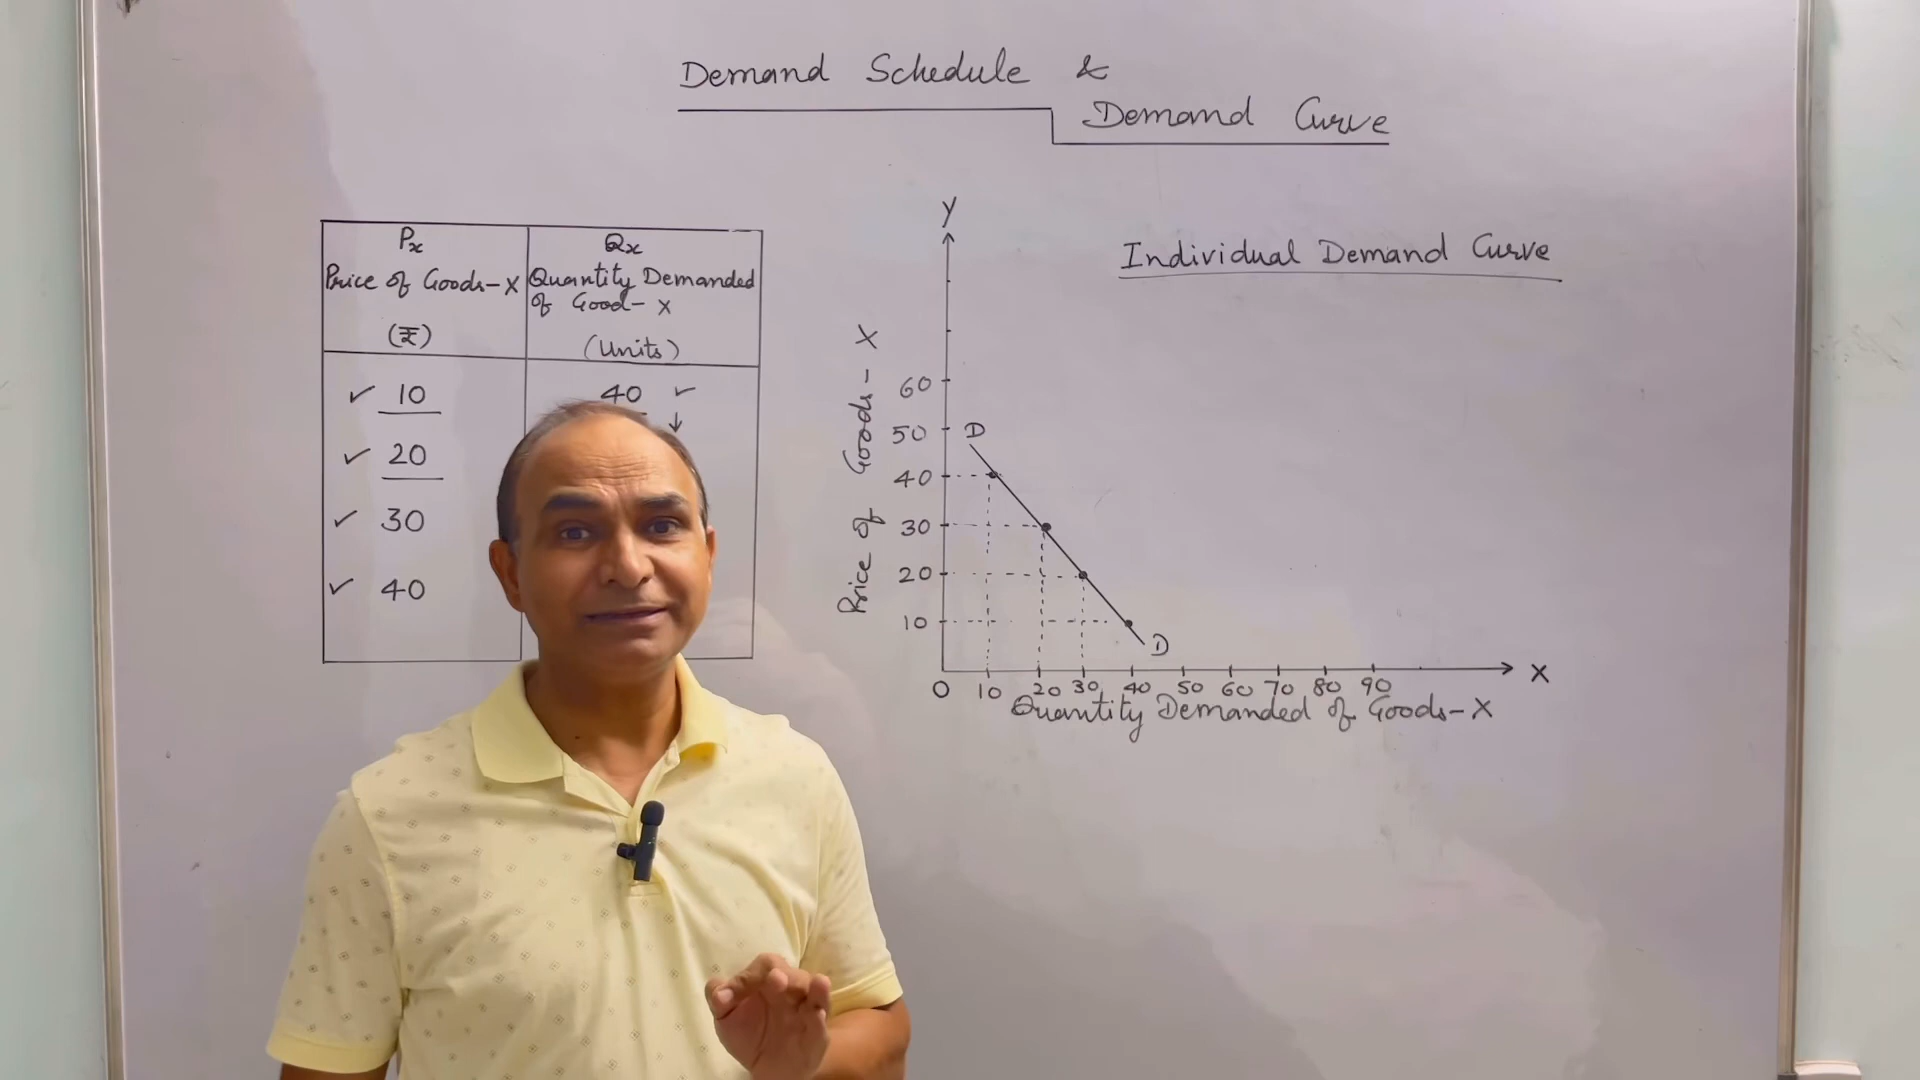 Demand Schedule &
Demand Curve
Px
Price of Goods-X
(₹)
Qx
Quantity Demanded
of Good-X
(Units)
✓ 10
40 ✓
↓
✓ 20
✓ 30
✓ 40
Individual Demand Curve
Y
Price of Goods-X
60
50
40
30
20
10
D
D
0 10 20 30 40 50 60 70 80 90
X
Quantity Demanded of Goods-X